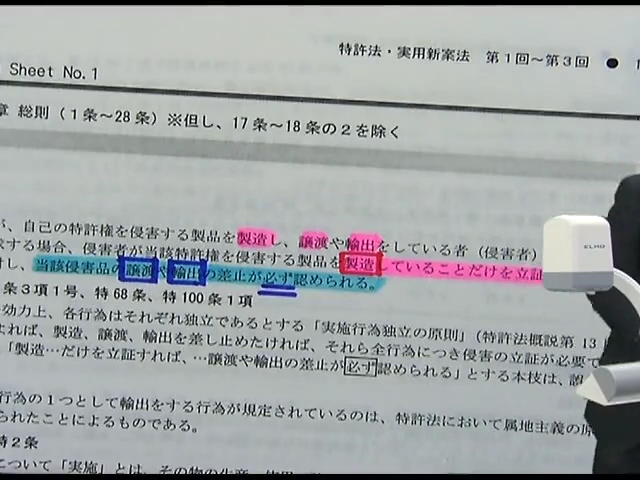 特許法・実用新案法 第1回~第3回 ● 1
Sheet No.1
章 総則(1条~28条)※但し、17条~18条の2を除く
が、自己の特許権を侵害する製品を製造し、譲渡や輸出をしている者(侵害者)
する場合、侵害者が当該特許権を侵害する製品を製造していることだけを立証
対し、当該侵害品の譲渡や輸出の差止が必ず認められる。
条3項1号、特68条、特100条1項
効力上、各行為はそれぞれ独立であるとする「実施行為独立の原則」(特許法概説第13
れば、製造、譲渡、輸出を差し止めたければ、それら全行為につき侵害の立証が必要で
「製造…だけを立証すれば、…譲渡や輸出の差止が必ず認められる」とする本枝は、誤
行為の1つとして輸出をする行為が規定されているのは、特許法において属地主義の原
られたことによるものである。
特2条
について「実施」とは、その物の生産、使用
ELMO